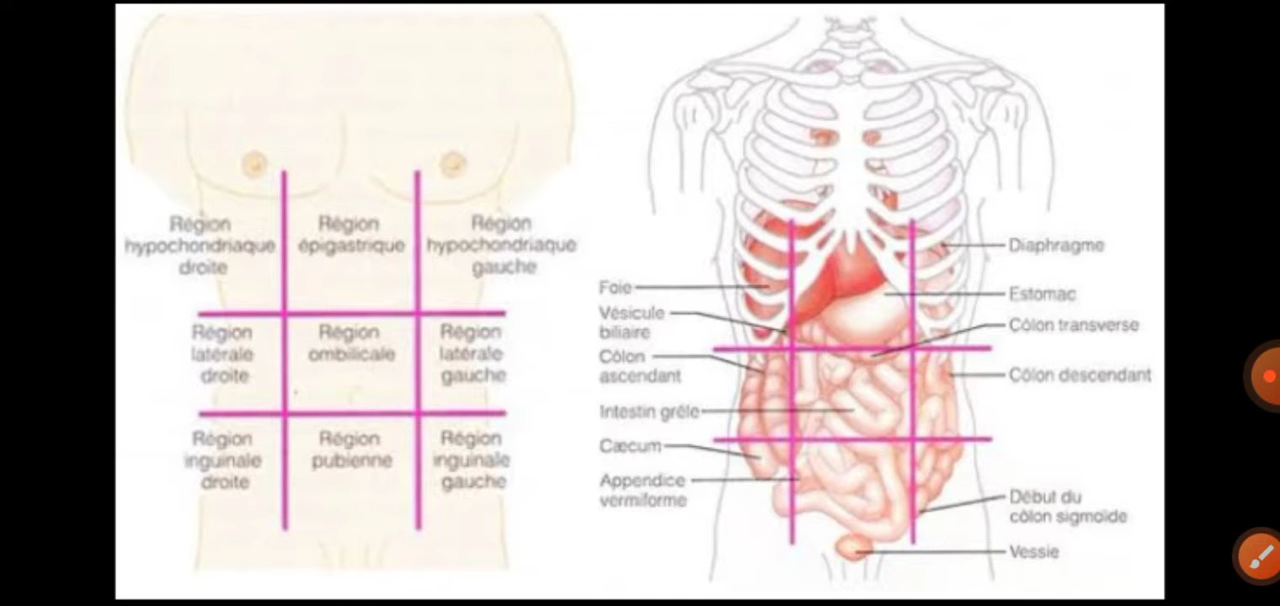 Région
hypochondriaque
droite
Région
épigastrique
Région
hypochondriaque
gauche
Région
latérale
droite
Région
ombilicale
Région
latérale
gauche
Région
inguinale
droite
Région
pubienne
Région
inguinale
gauche
Foie
Vésicule
biliaire
Côlon
ascendant
Intestin grêle
Cæcum
Appendice
vermiforme
Diaphragme
Estomac
Côlon transverse
Côlon descendant
Début du
côlon sigmoïde
Vessie